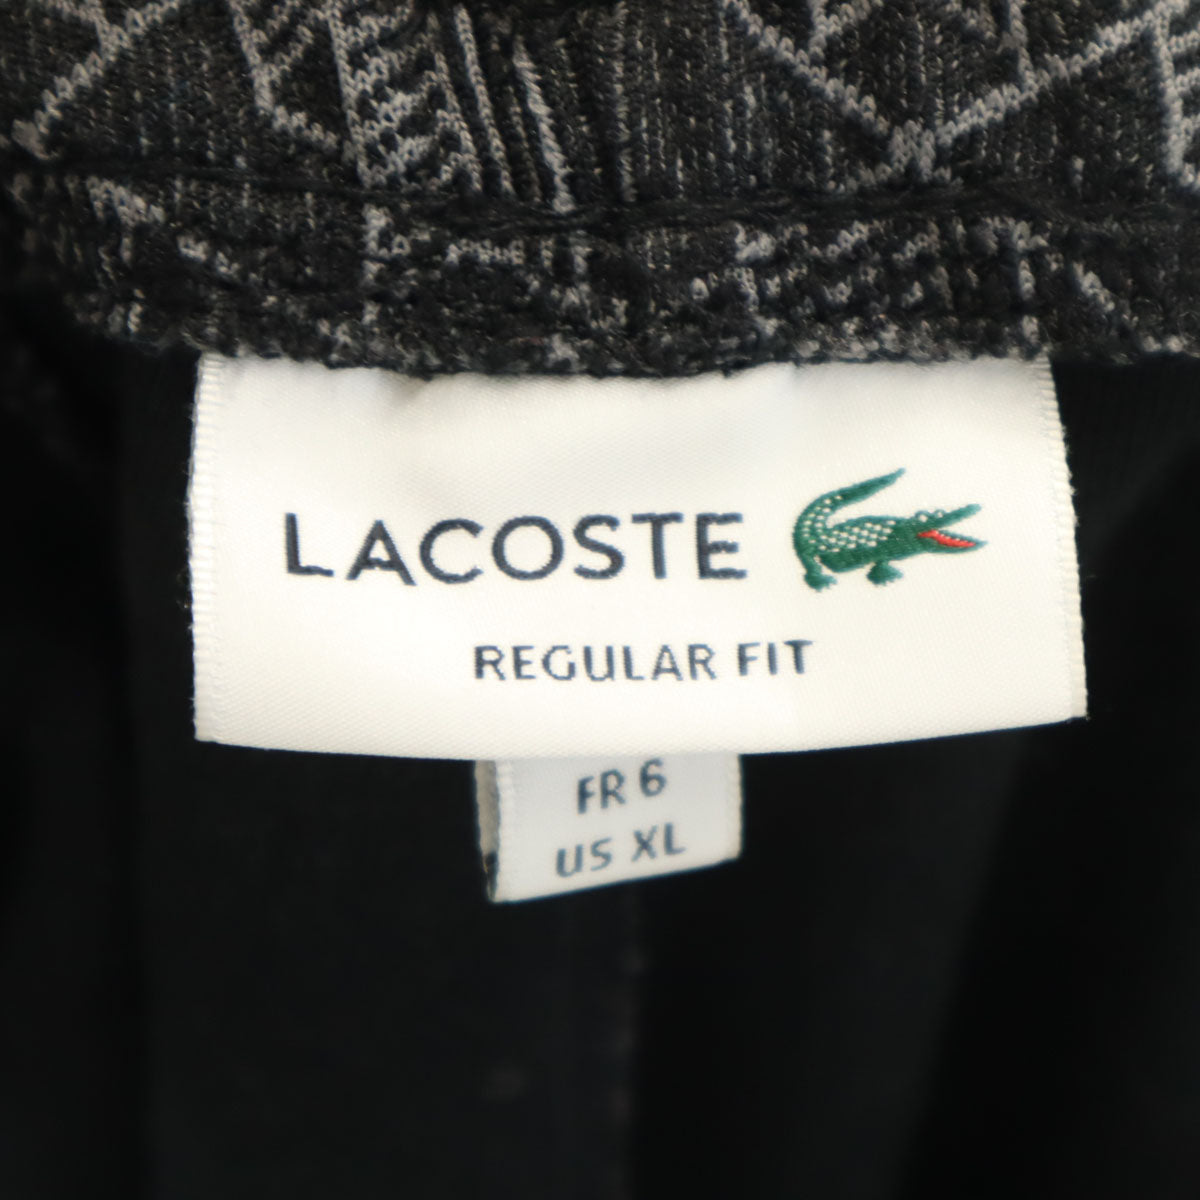 LACOSTE
REGULAR FIT
FR 6
US XL